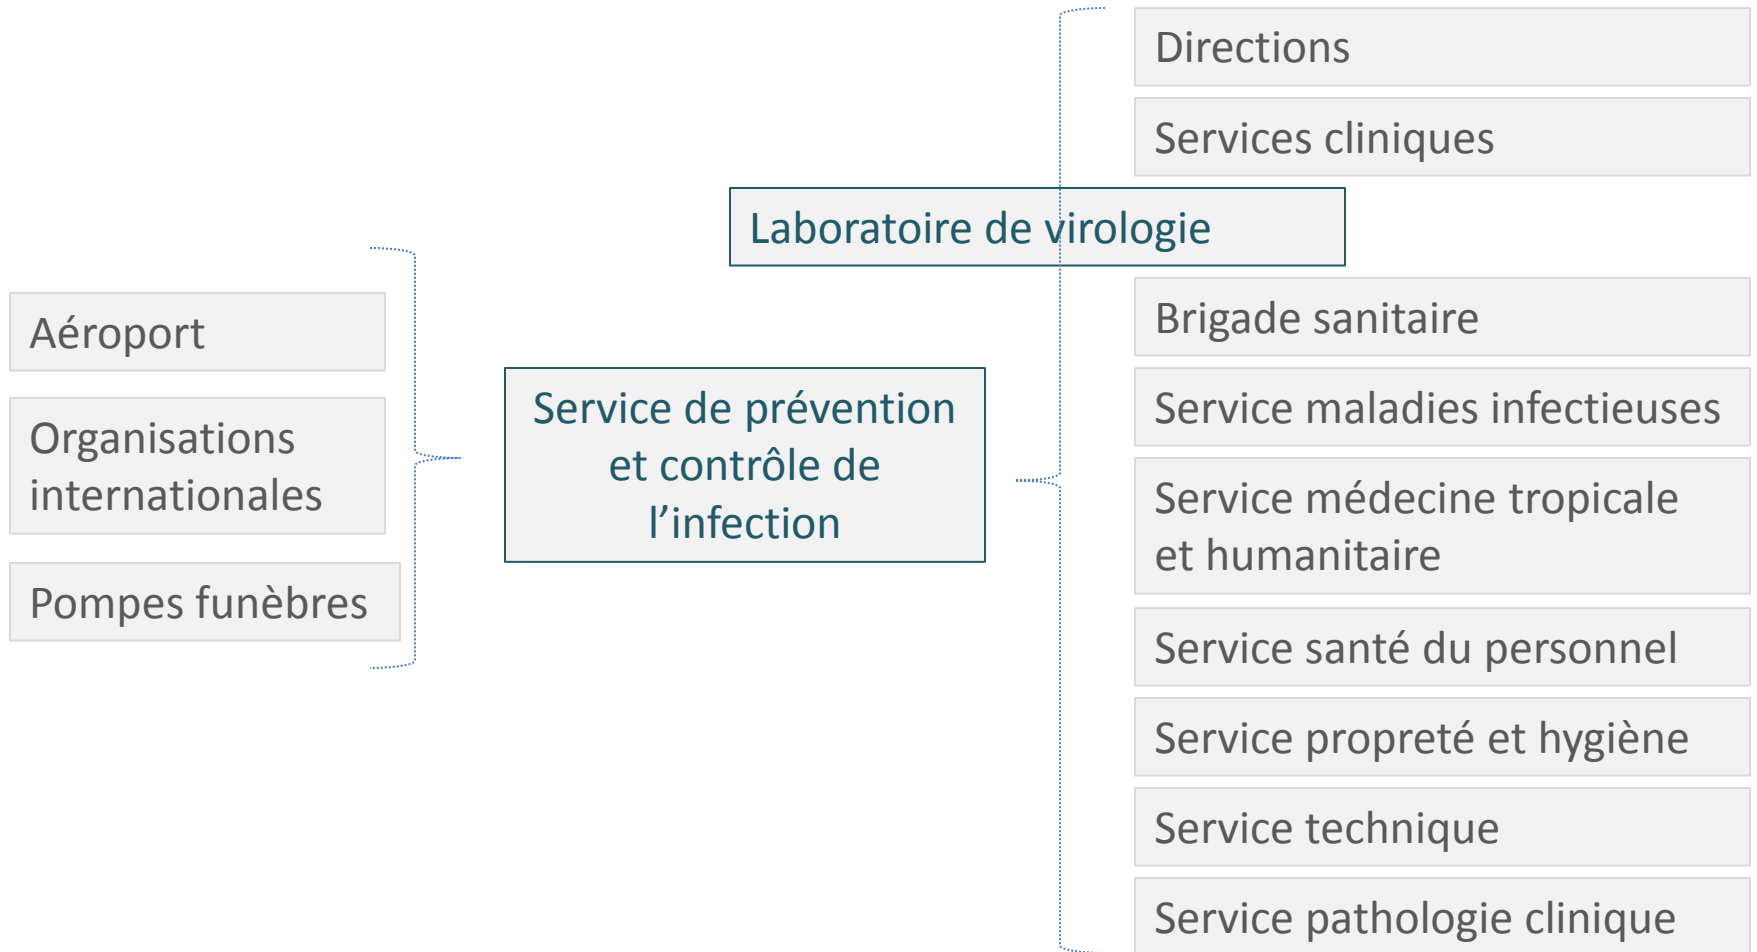 Aéroport
Organisations
internationales
Pompes funèbres
Service de prévention
et contrôle de
l’infection
Directions
Services cliniques
Laboratoire de virologie
Brigade sanitaire
Service maladies infectieuses
Service médecine tropicale
et humanitaire
Service santé du personnel
Service propreté et hygiène
Service technique
Service pathologie clinique